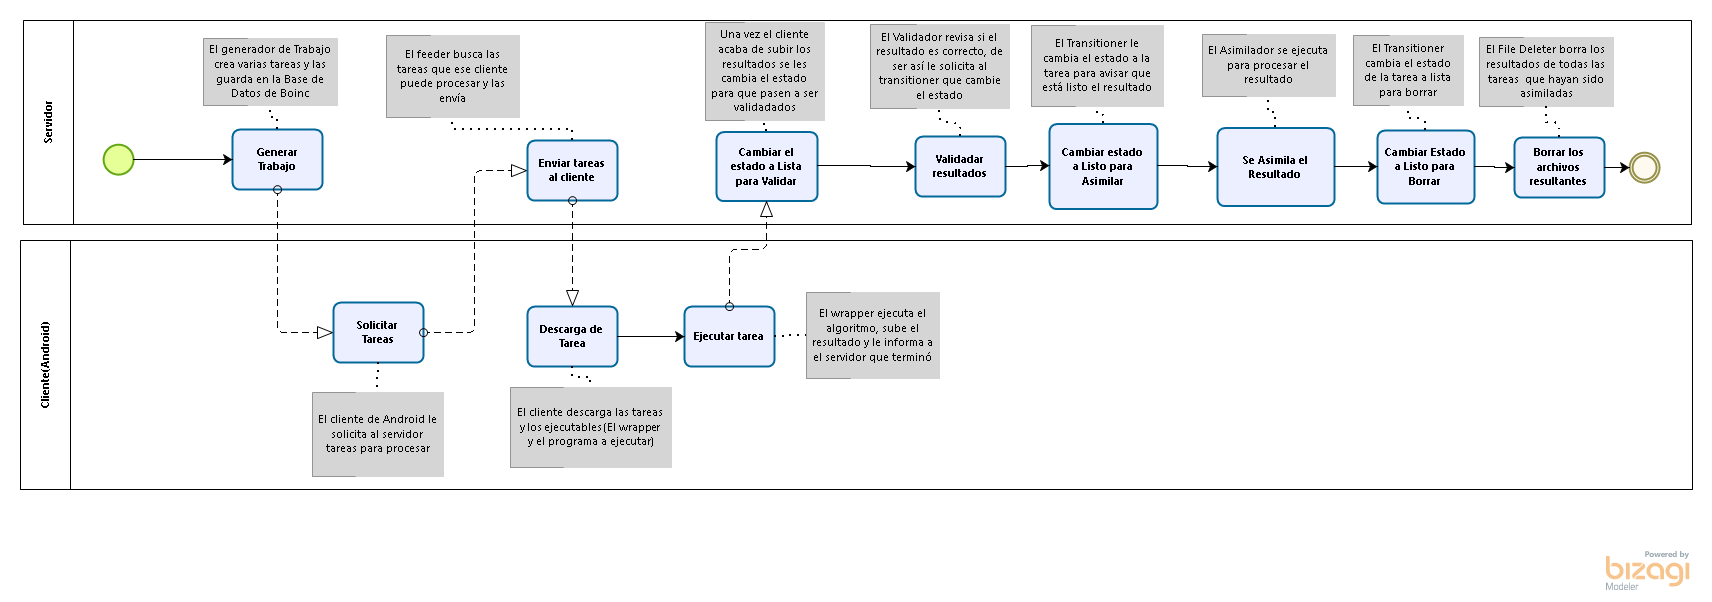 Servidor
El generador de Trabajo
crea varias tareas y las
guarda en la Base de
Datos de Boinc
Generar
Trabajo
El feeder busca las
tareas que ese cliente
puede procesar y las
envía
Enviar tareas
al cliente
Una vez el cliente
acaba de subir los
resultados se les
cambia el estado
para que pasen a ser
validadados
Cambiar el
estado a Lista
para Validar
El Validador revisa si el
resultado es correcto, de
ser así le solicita al
transitioner que cambie
el estado
Validadar
resultados
El Transitioner le
cambia el estado a la
tarea para avisar que
está listo el resultado
Cambiar estado
a Listo para
Asimilar
El Asimilador se ejecuta
para procesar el
resultado
Se Asimila el
Resultado
El Transitioner
cambia el estado
de la tarea a lista
para borrar
Cambiar Estado
a Listo para
Borrar
El File Deleter borra los
resultados de todas las
tareas que hayan sido
asimiladas
Borrar los
archivos
resultantes
Cliente(Android)
Solicitar
Tareas
El cliente de Android le
solicita al servidor
tareas para procesar
Descarga de
Tarea
El cliente descarga las tareas
y los ejecutables(El wrapper
y el programa a ejecutar)
Ejecutar tarea
El wrapper ejecuta el
algoritmo, sube el
resultado y le informa a
el servidor que terminó
Powered by
bizagi
Modeler